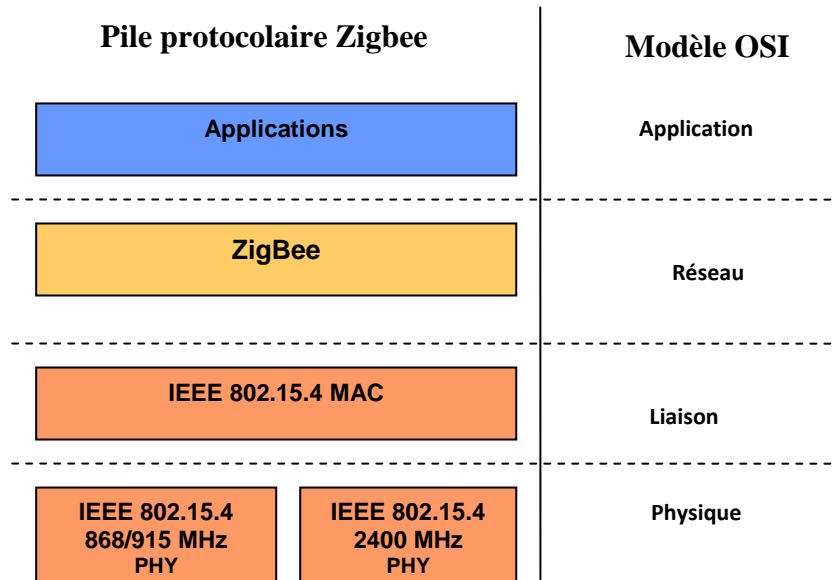 Pile protocolaire Zigbee
Modèle OSI
Applications
Application
ZigBee
Réseau
IEEE 802.15.4 MAC
Liaison
IEEE 802.15.4
868/915 MHz
PHY
IEEE 802.15.4
2400 MHz
PHY
Physique